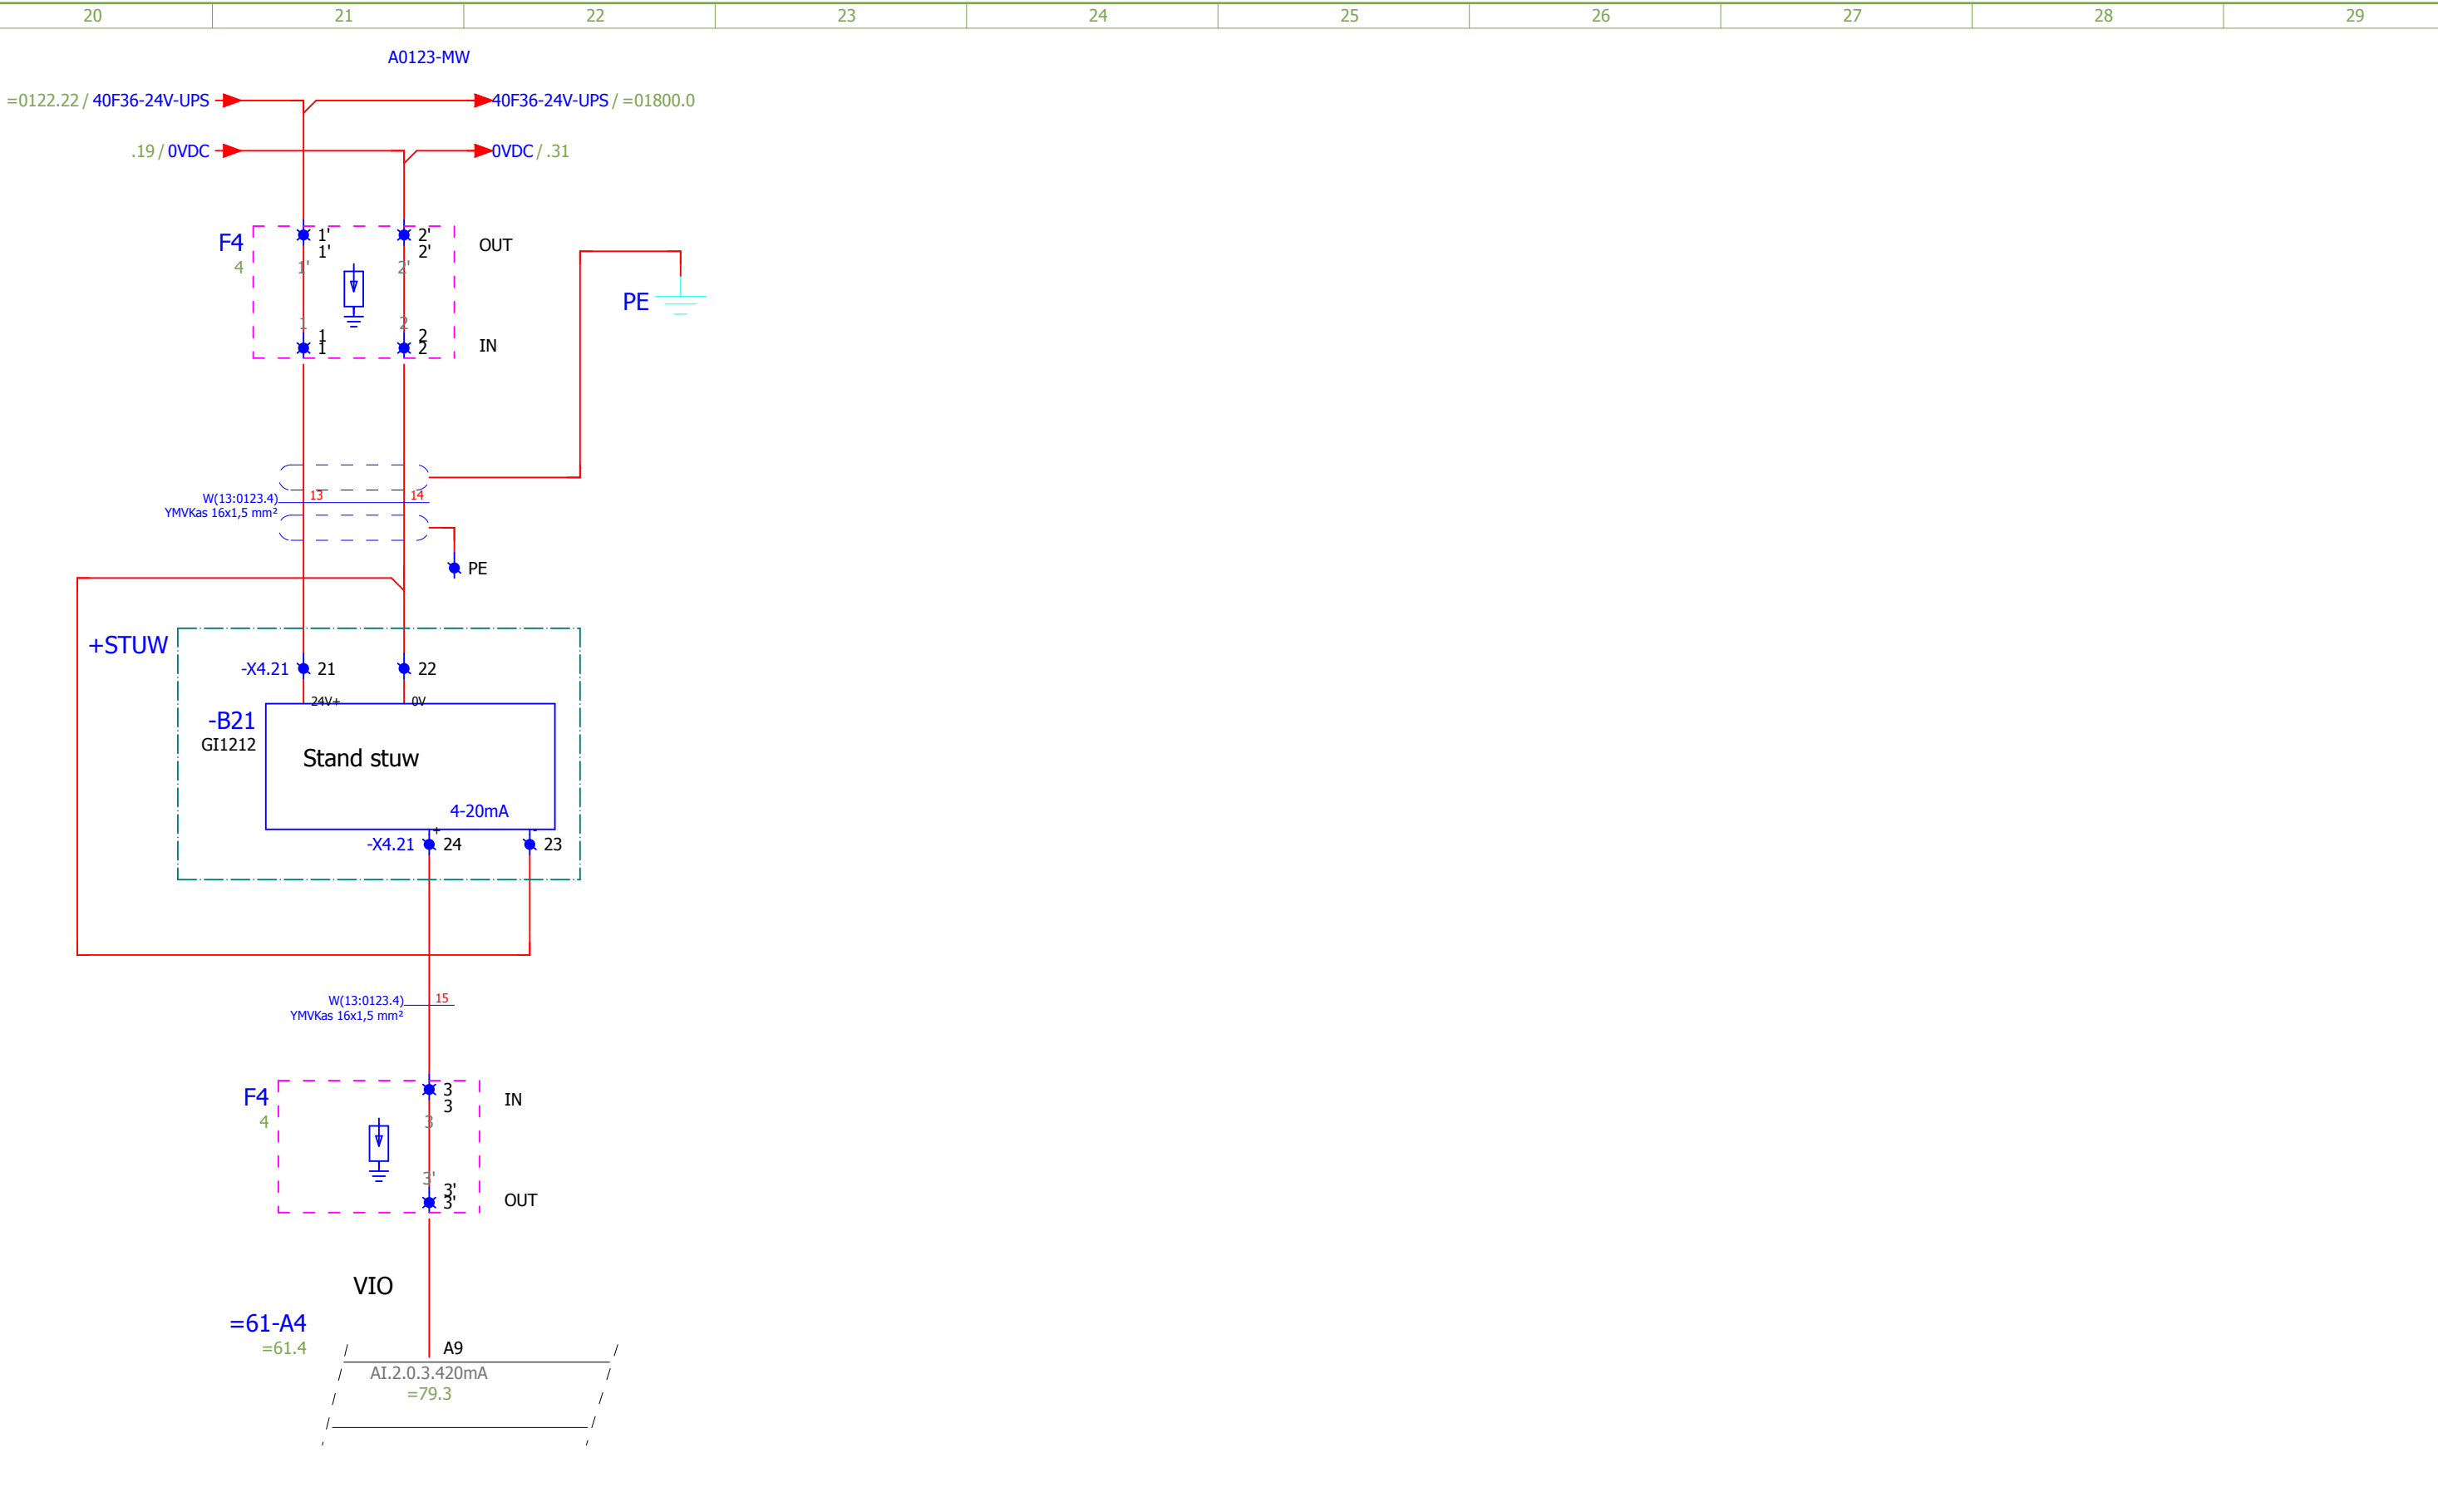 20 21 22 23 24 25 26 27 28 29
A0123-MW
=0122.22 / 40F36-24V-UPS 40F36-24V-UPS / =01800.0
.19 / 0VDC 0VDC / .31
F4 1' 2' OUT
1' 2'
4 1' 2'
PE
1 2
1 2
1 2 IN
W(13:0123.4) 13 14
YMVKas 16x1,5 mm²
PE
+STUW
-X4.21 21 22
24V+ 0V
-B21
GI1212
Stand stuw
4-20mA
+ -
-X4.21 24 23
W(13:0123.4) 15
YMVKas 16x1,5 mm²
F4 3 IN
3
4 3
3'
3'
3' OUT
VIO
=61-A4
=61.4 A9
AI.2.0.3.420mA
=79.3